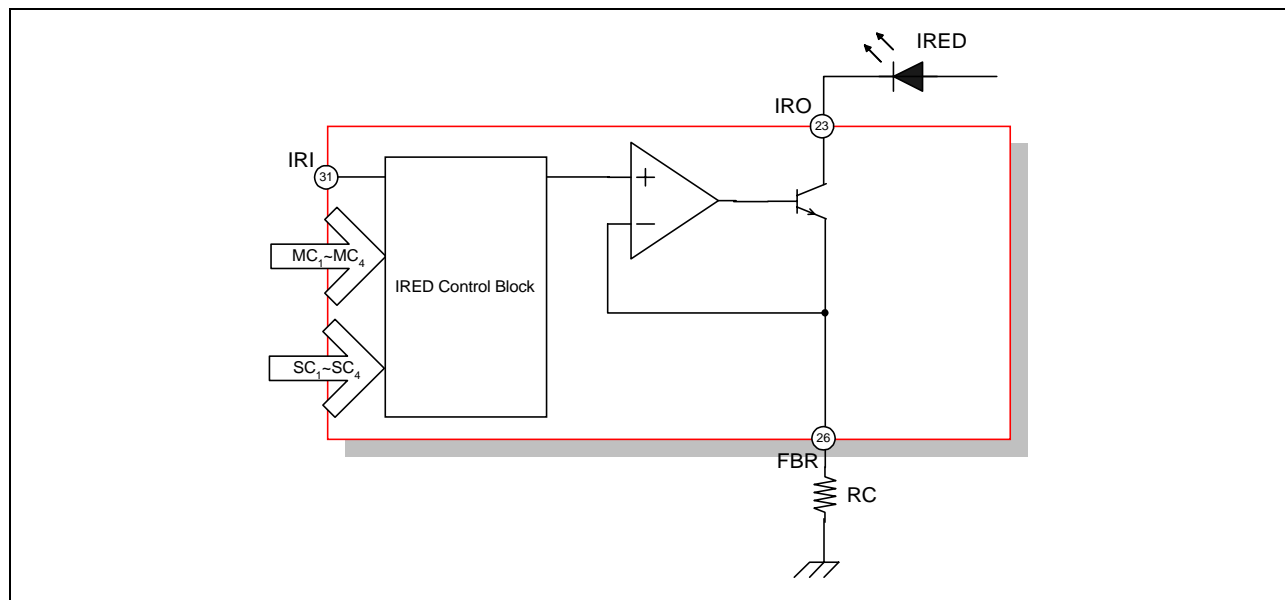 IRED
IRO
23
IRI
31
+
−
MC₁~MC₄
IRED Control Block
SC₁~SC₄
26
FBR
RC